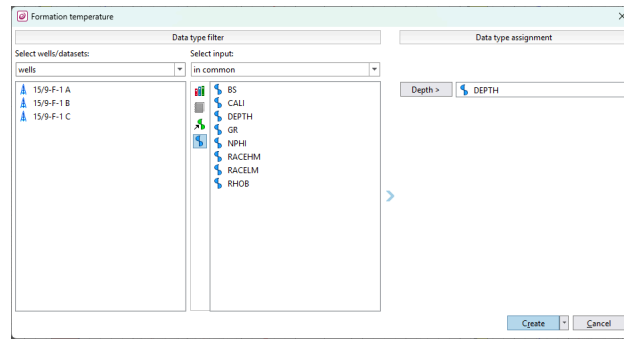 Formation temperature
Data type filter
Data type assignment
Select wells/datasets:
Select input:
wells
in common
15/9-F-1 A
15/9-F-1 B
15/9-F-1 C
BS
CALI
DEPTH
GR
NPHI
RACEHM
RACELM
RHOB
Depth >
DEPTH
Create
Cancel